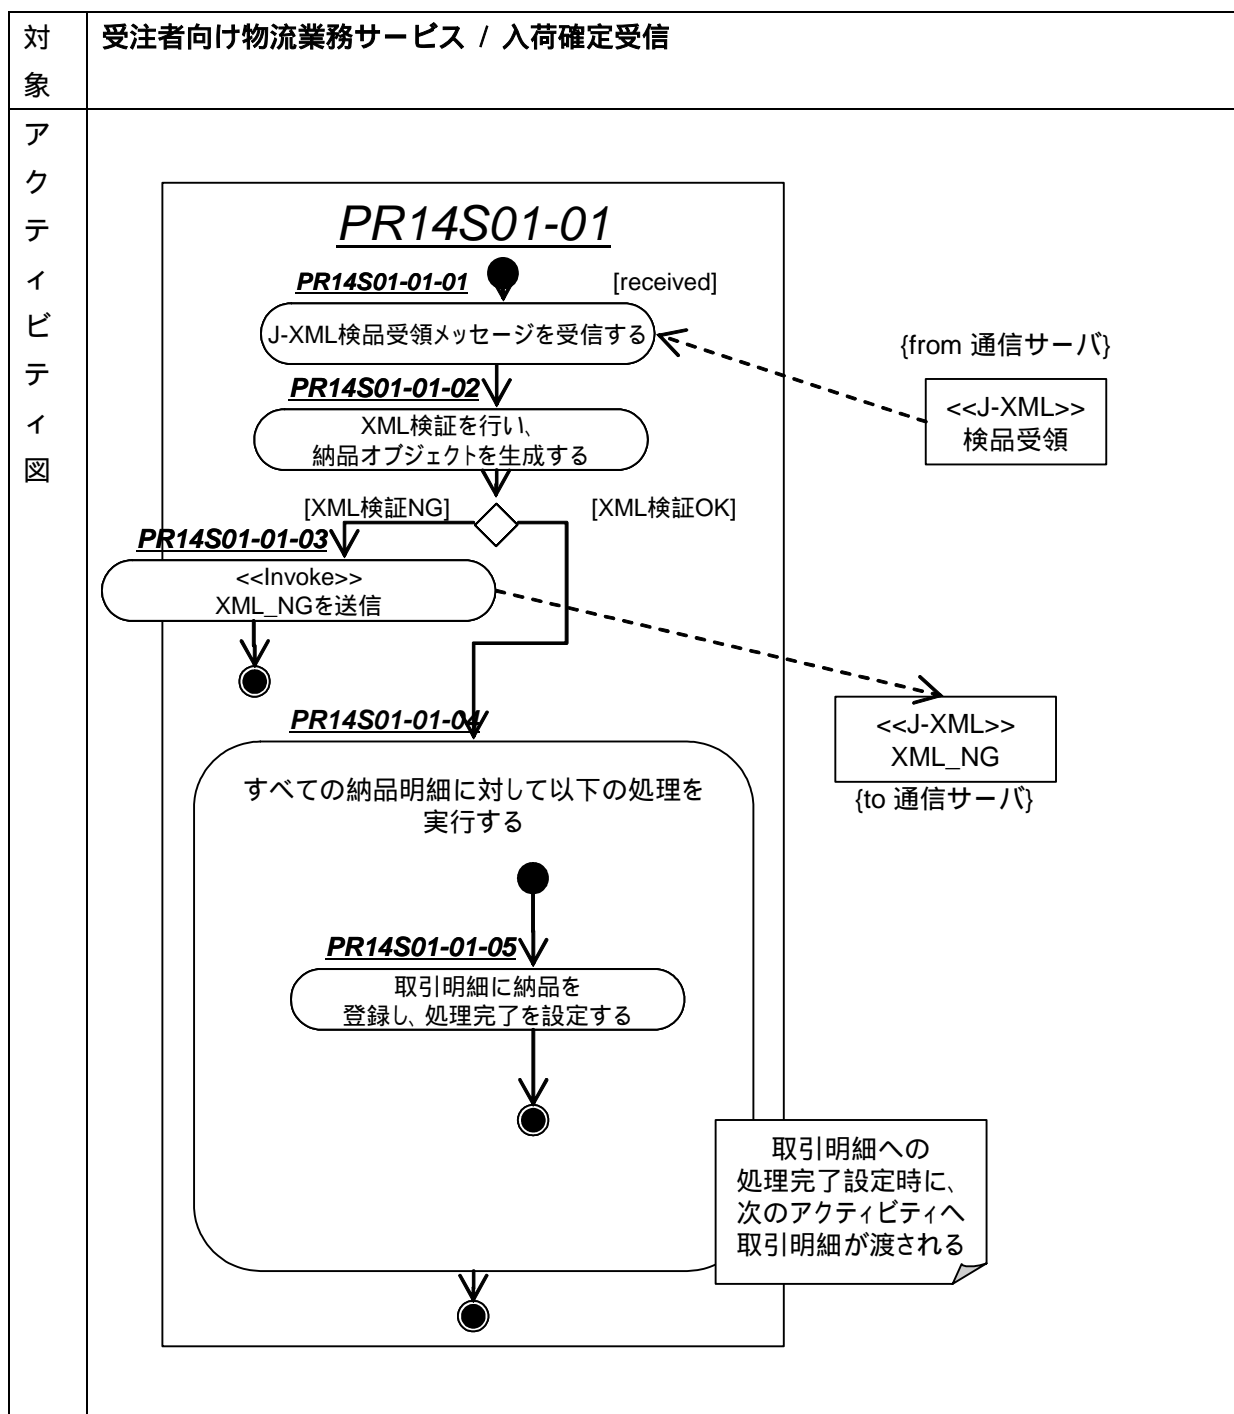 対象
受注者向け物流業務サービス / 入荷確定受信
アクティビティ図
PR14S01-01
PR14S01-01-01
[received]
J-XML検品受領メッセージを受信する
{from 通信サーバ}
<<J-XML>>
検品受領
PR14S01-01-02
XML検証を行い、
納品オブジェクトを生成する
[XML検証NG]
[XML検証OK]
PR14S01-01-03
<<Invoke>>
XML_NGを送信
<<J-XML>>
XML_NG
{to 通信サーバ}
PR14S01-01-04
すべての納品明細に対して以下の処理を
実行する
PR14S01-01-05
取引明細に納品を
登録し、処理完了を設定する
取引明細への
処理完了設定時に、
次のアクティビティへ
取引明細が渡される